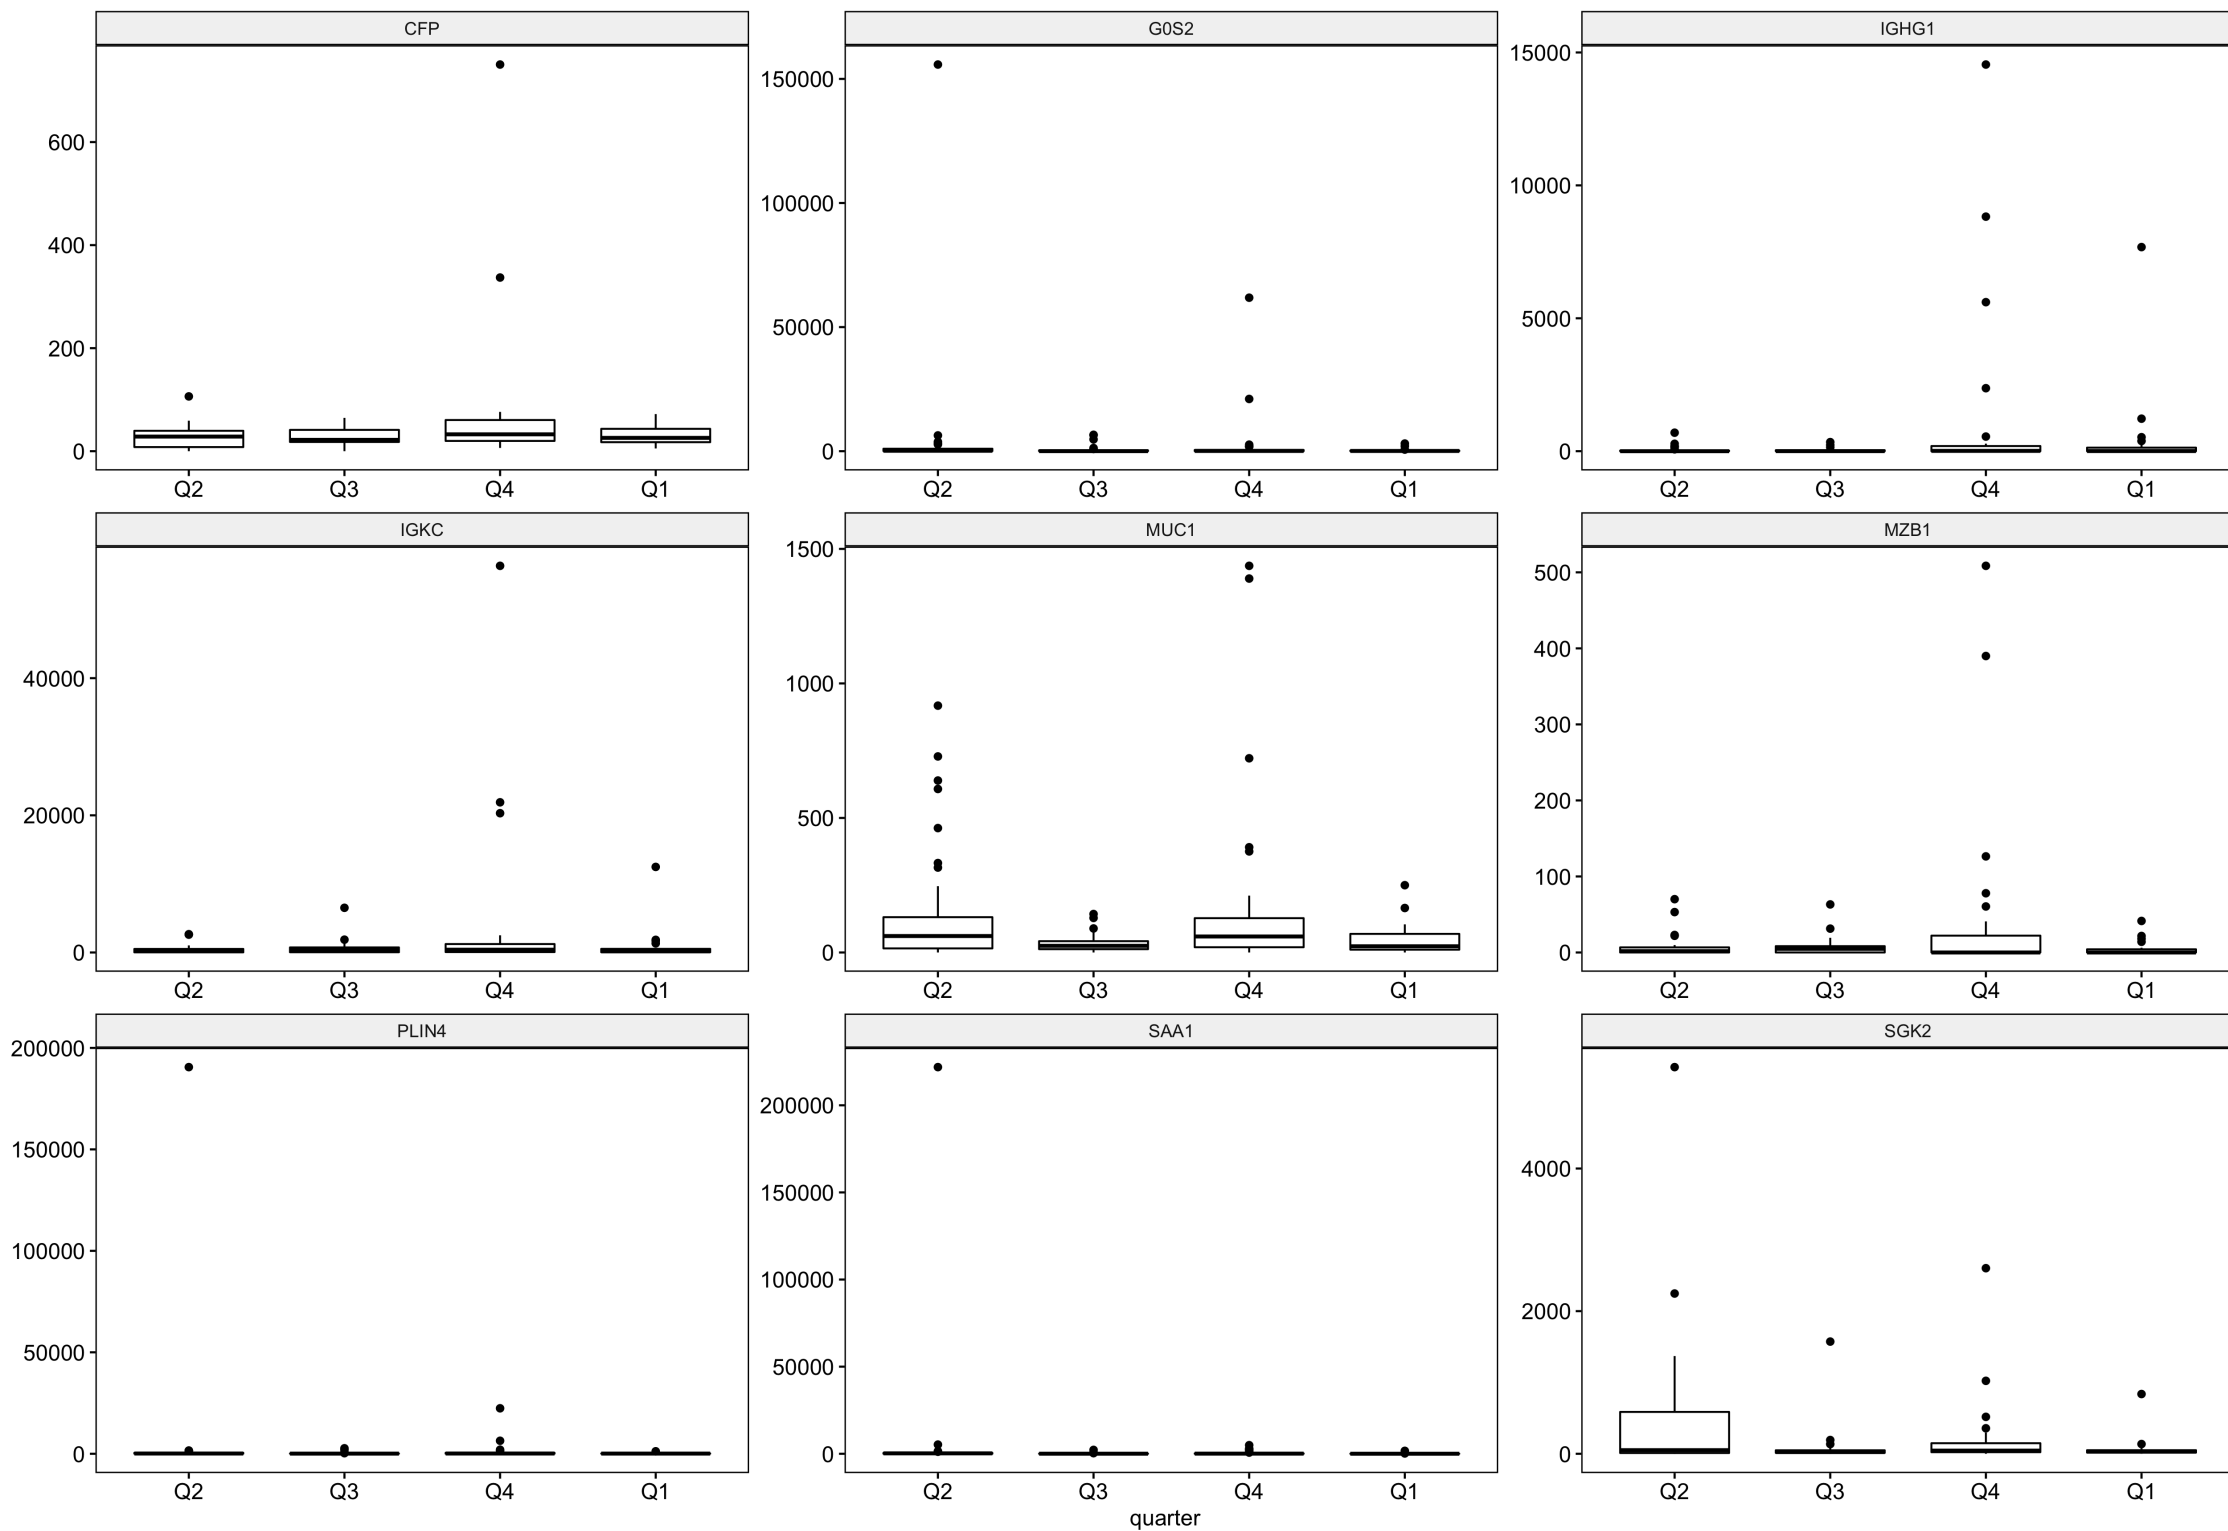 CFP
G0S2
IGHG1
600
400
200
0
150000
100000
50000
0
15000
10000
5000
0
Q2 Q3 Q4 Q1
Q2 Q3 Q4 Q1
Q2 Q3 Q4 Q1
IGKC
MUC1
MZB1
40000
20000
0
1500
1000
500
0
500
400
300
200
100
0
Q2 Q3 Q4 Q1
Q2 Q3 Q4 Q1
Q2 Q3 Q4 Q1
PLIN4
SAA1
SGK2
200000
150000
100000
50000
0
200000
150000
100000
50000
0
4000
2000
0
Q2 Q3 Q4 Q1
Q2 Q3 Q4 Q1
Q2 Q3 Q4 Q1
quarter